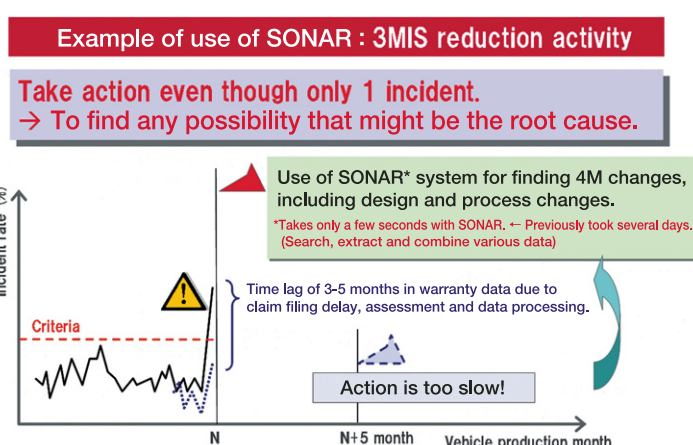 Example of use of SONAR : 3MIS reduction activity
Take action even though only 1 incident.
→ To find any possibility that might be the root cause.
Use of SONAR* system for finding 4M changes,
including design and process changes.
*Takes only a few seconds with SONAR. ← Previously took several days.
(Search, extract and combine various data)
Incident rate (%)
Time lag of 3-5 months in warranty data due to
claim filing delay, assessment and data processing.
Criteria
Action is too slow!
N
N+5 month
Vehicle production month